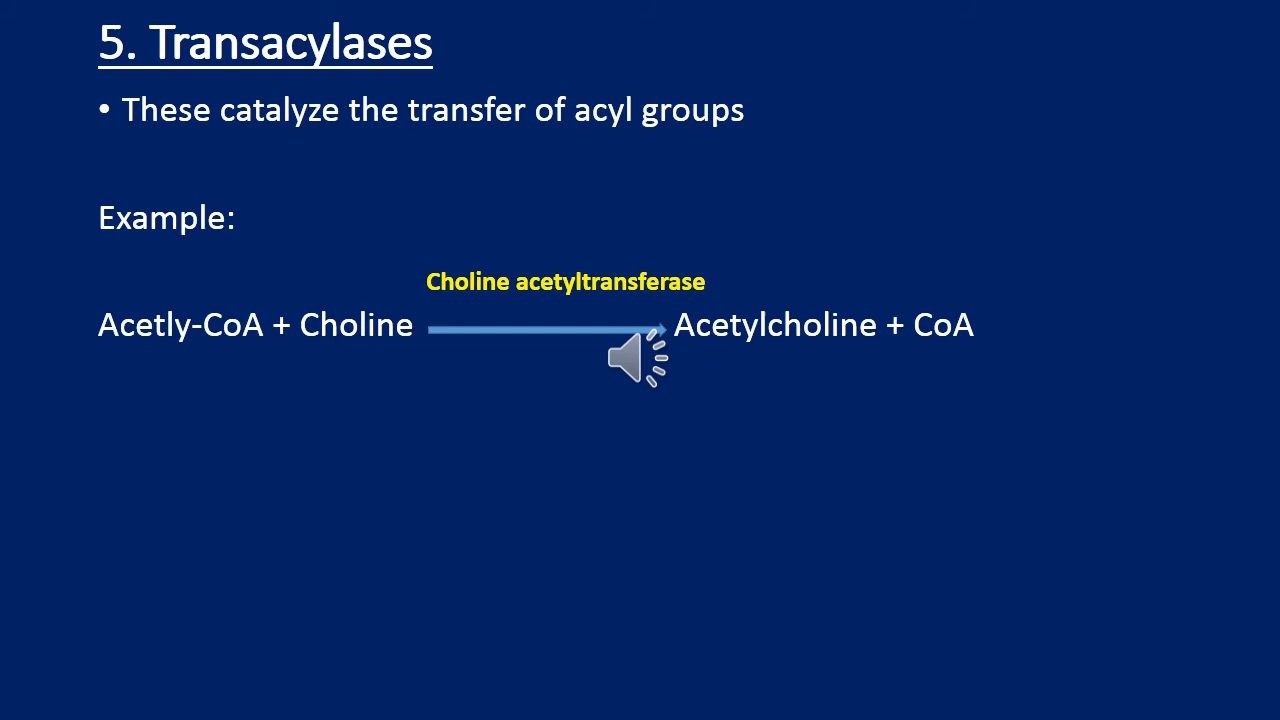 5. Transacylases
• These catalyze the transfer of acyl groups
Example:
Choline acetyltransferase
Acetly-CoA + Choline Acetylcholine + CoA